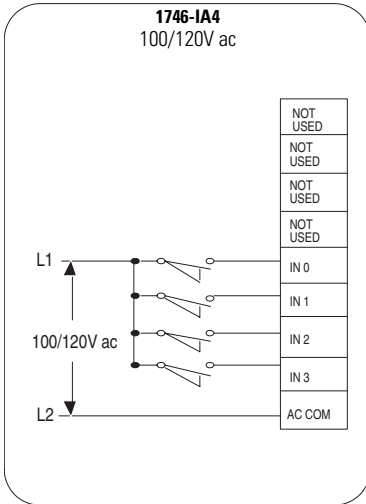 1746-IA4
100/120V ac
NOT
USED
NOT
USED
NOT
USED
NOT
USED
L1
IN 0
IN 1
100/120V ac
IN 2
IN 3
L2
AC COM